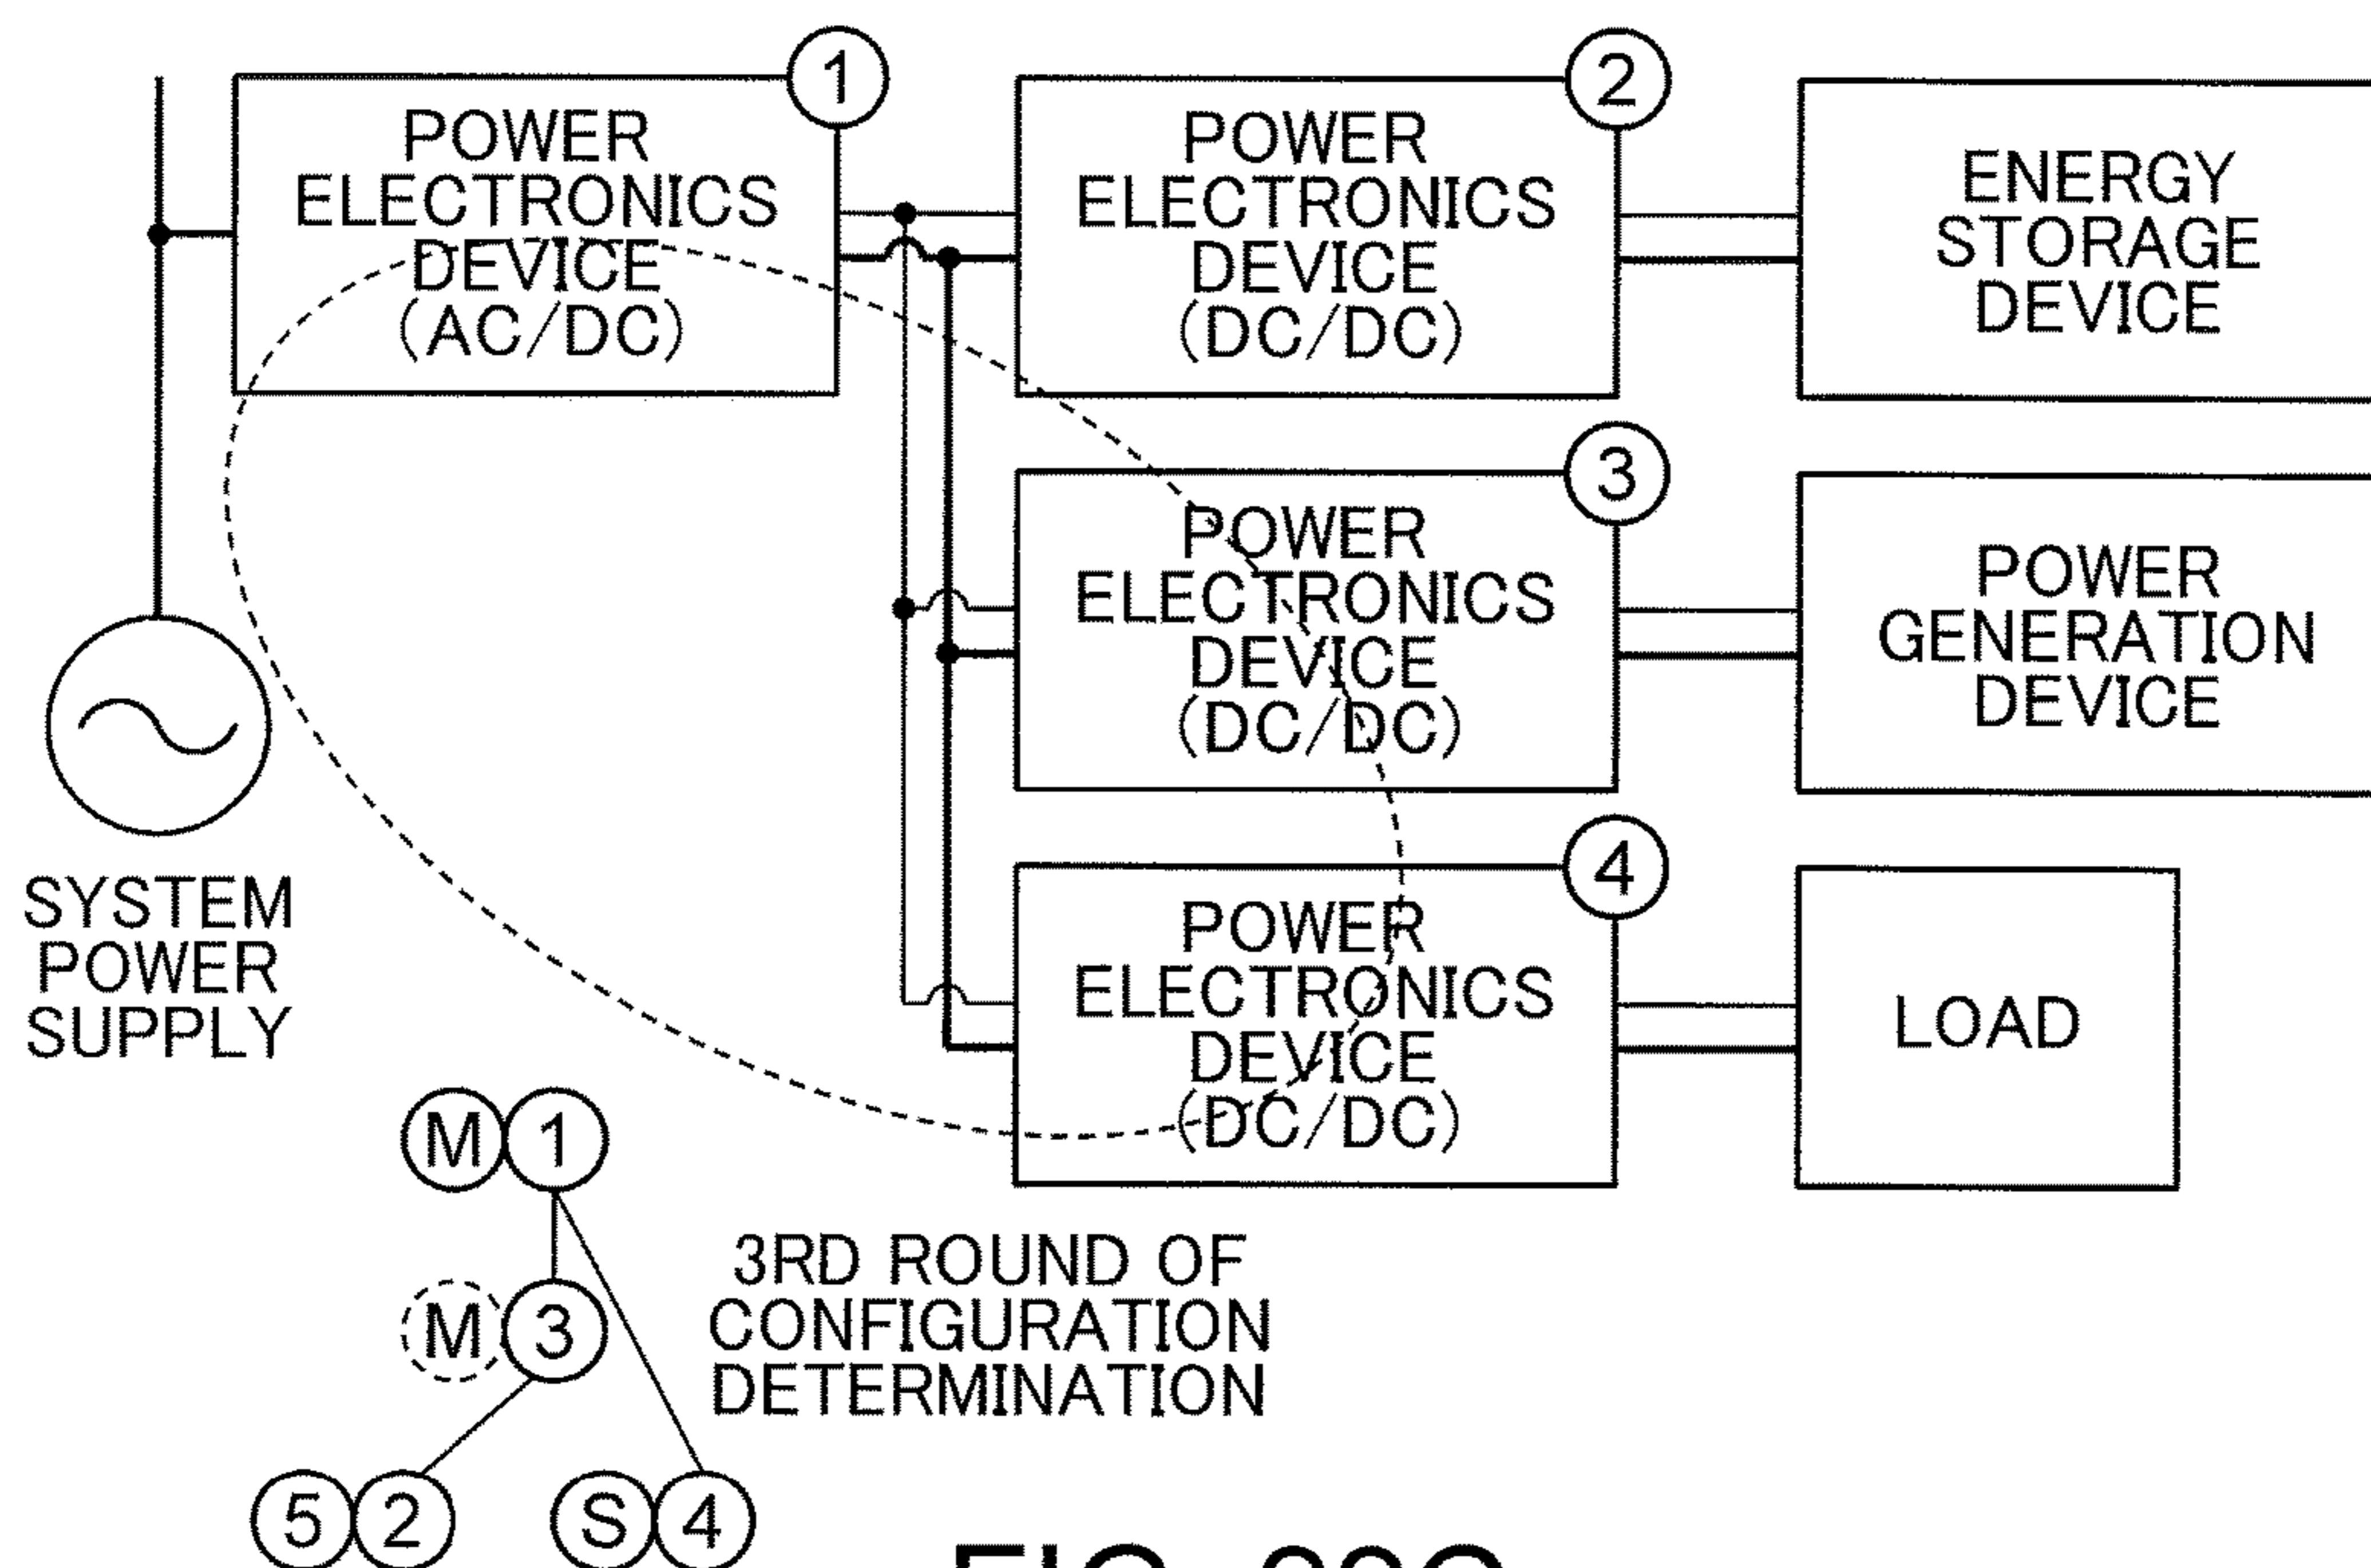 1
POWER
ELECTRONICS
DEVICE
(AC/DC)
2
POWER
ELECTRONICS
DEVICE
(DC/DC)
ENERGY
STORAGE
DEVICE
3
POWER
ELECTRONICS
DEVICE
(DC/DC)
POWER
GENERATION
DEVICE
SYSTEM
POWER
SUPPLY
4
POWER
ELECTRONICS
DEVICE
(DC/DC)
LOAD
M 1
M 3
5 2 S 4
3RD ROUND OF
CONFIGURATION
DETERMINATION